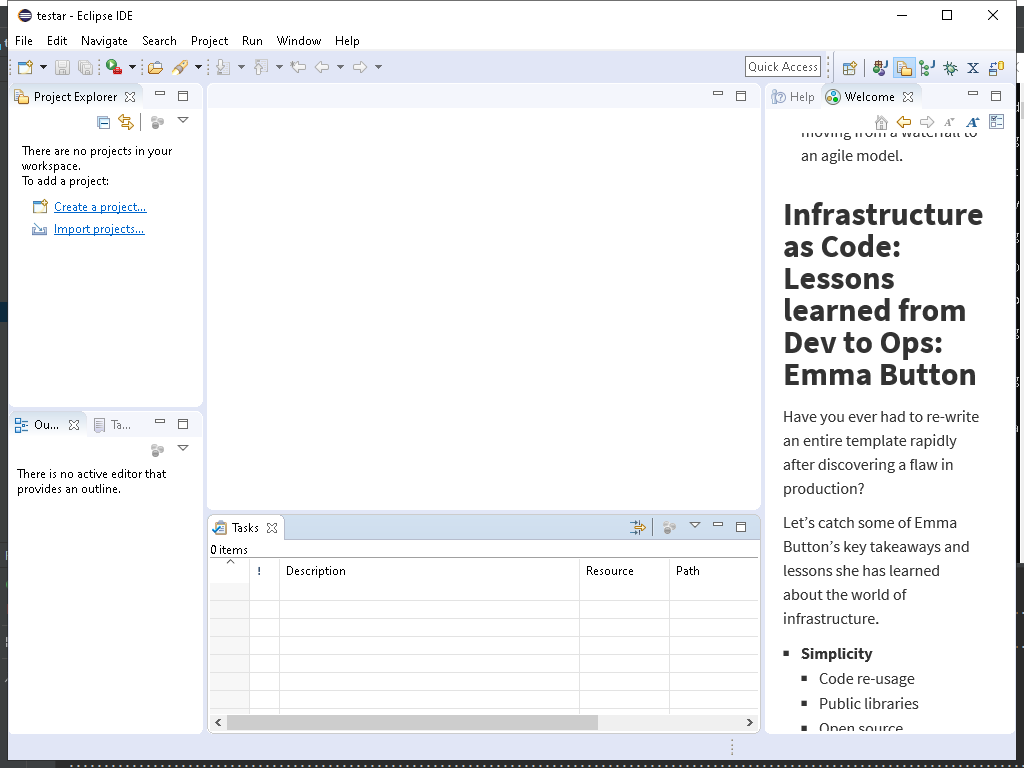 testar - Eclipse IDE
File Edit Navigate Search Project Run Window Help
Quick Access
Project Explorer
There are no projects in your
workspace.
To add a project:
Create a project...
Import projects...
Ou... Ta...
There is no active editor that
provides an outline.
Tasks
0 items
! Description Resource Path
Help Welcome
moving from a waterfall to
an agile model.
Infrastructure
as Code:
Lessons
learned from
Dev to Ops:
Emma Button
Have you ever had to re-write
an entire template rapidly
after discovering a flaw in
production?
Let’s catch some of Emma
Button’s key takeaways and
lessons she has learned
about the world of
infrastructure.
Simplicity
Code re-usage
Public libraries
Open source